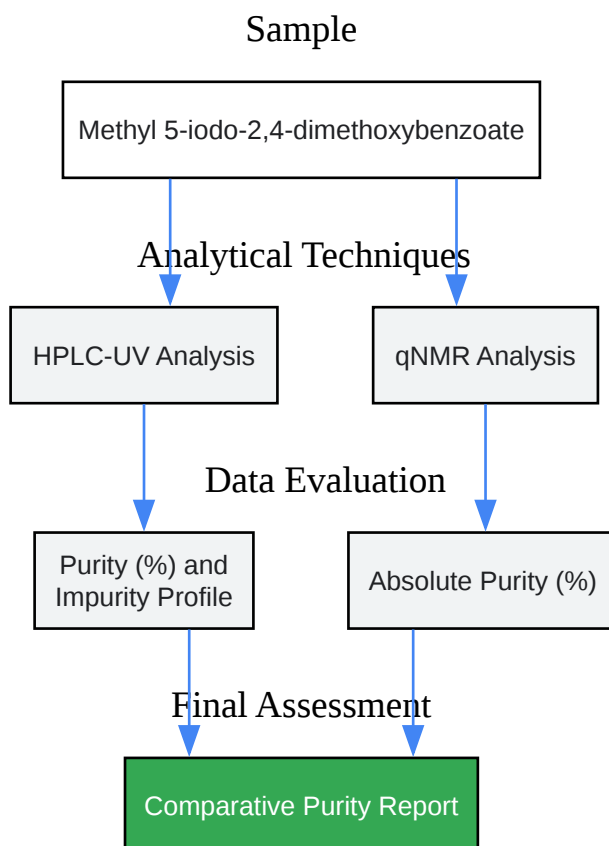 Sample
Methyl 5-iodo-2,4-dimethoxybenzoate
Analytical Techniques
HPLC-UV Analysis
qNMR Analysis
Data Evaluation
Purity (%) and
Impurity Profile
Absolute Purity (%)
Final Assessment
Comparative Purity Report